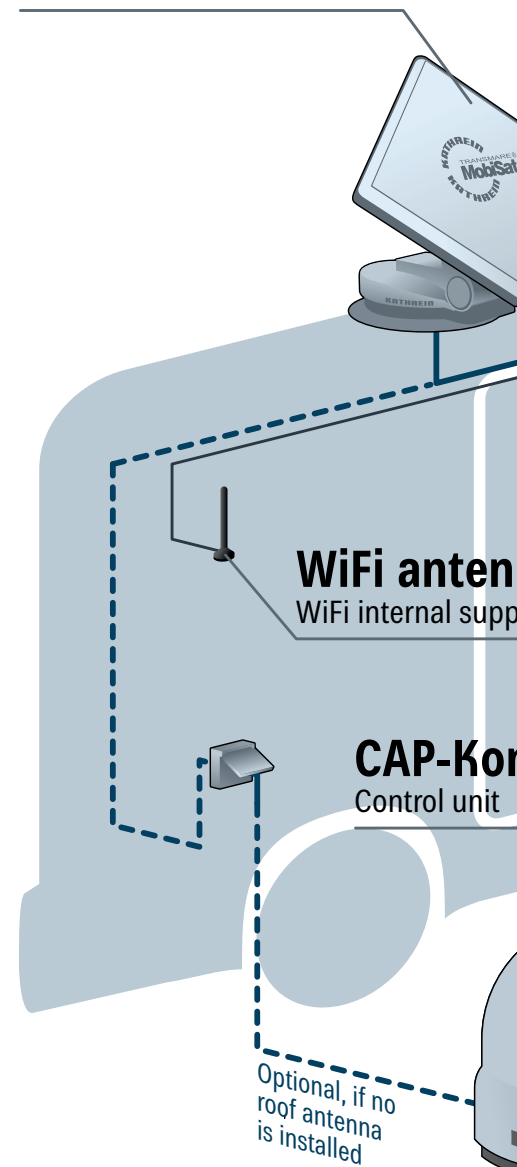 KATHREIN
TRANSMARE
MobiSat
KATHREIN
KATHREIN
WiFi anten
WiFi internal supp
CAP-Kon
Control unit
Optional, if no
roof antenna
is installed